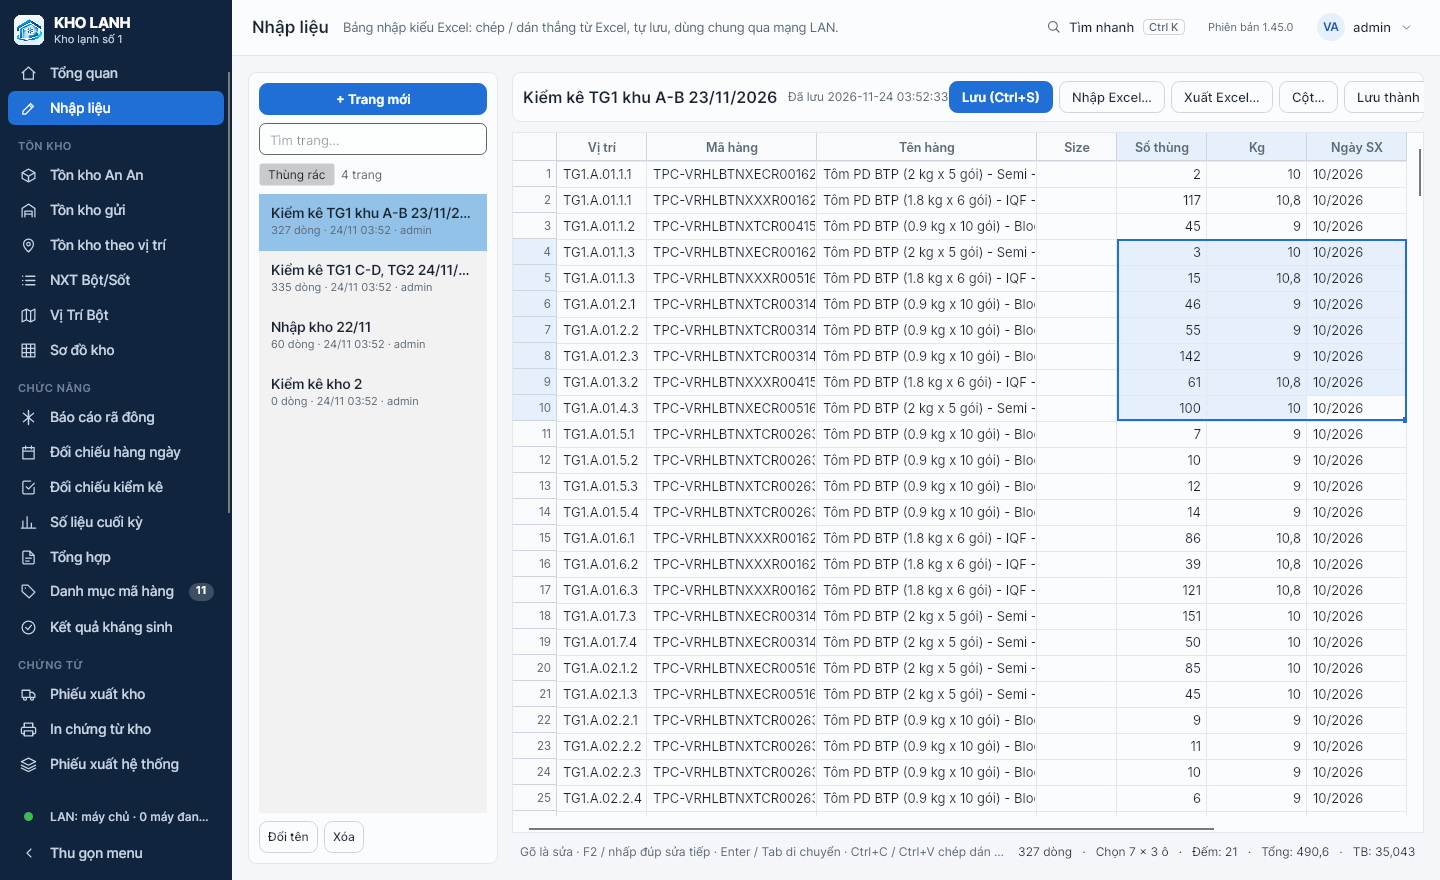 KHO LẠNH
Kho lạnh số 1
Tổng quan
Nhập liệu
TỒN KHO
Tồn kho An An
Tồn kho gửi
Tồn kho theo vị trí
NXT Bột/Sốt
Vị Trí Bột
Sơ đồ kho
CHỨC NĂNG
Báo cáo rã đông
Đối chiếu hàng ngày
Đối chiếu kiểm kê
Số liệu cuối kỳ
Tổng hợp
Danh mục mã hàng 11
Kết quả kháng sinh
CHỨNG TỪ
Phiếu xuất kho
In chứng từ kho
Phiếu xuất hệ thống
LAN: máy chủ · 0 máy đan...
Thu gọn menu
Nhập liệu Bảng nhập kiểu Excel: chép / dán thẳng từ Excel, tự lưu, dùng chung qua mạng LAN.
Tìm nhanh Ctrl K Phiên bản 1.45.0 VA admin
+ Trang mới
Tìm trang...
Thùng rác 4 trang
Kiểm kê TG1 khu A-B 23/11/2...
327 dòng · 24/11 03:52 · admin
Kiểm kê TG1 C-D, TG2 24/11/...
335 dòng · 24/11 03:52 · admin
Nhập kho 22/11
60 dòng · 24/11 03:52 · admin
Kiểm kê kho 2
0 dòng · 24/11 03:52 · admin
Đổi tên Xóa
Kiểm kê TG1 khu A-B 23/11/2026 Đã lưu 2026-11-24 03:52:33 Lưu (Ctrl+S) Nhập Excel... Xuất Excel... Cột... Lưu thành
Vị trí Mã hàng Tên hàng Size Số thùng Kg Ngày SX
1 TG1.A.01.1.1 TPC-VRHLBTNXECR00162 Tôm PD BTP (2 kg x 5 gói) - Semi - 2 10 10/2026
2 TG1.A.01.1.1 TPC-VRHLBTNXXXR00162 Tôm PD BTP (1.8 kg x 6 gói) - IQF - 117 10,8 10/2026
3 TG1.A.01.1.2 TPC-VRHLBTNXTCR00415 Tôm PD BTP (0.9 kg x 10 gói) - Bloc 45 9 10/2026
4 TG1.A.01.1.3 TPC-VRHLBTNXECR00162 Tôm PD BTP (2 kg x 5 gói) - Semi - 3 10 10/2026
5 TG1.A.01.1.3 TPC-VRHLBTNXXXR00516 Tôm PD BTP (1.8 kg x 6 gói) - IQF - 15 10,8 10/2026
6 TG1.A.01.2.1 TPC-VRHLBTNXTCR00314 Tôm PD BTP (0.9 kg x 10 gói) - Bloc 46 9 10/2026
7 TG1.A.01.2.2 TPC-VRHLBTNXTCR00314 Tôm PD BTP (0.9 kg x 10 gói) - Bloc 55 9 10/2026
8 TG1.A.01.2.3 TPC-VRHLBTNXTCR00314 Tôm PD BTP (0.9 kg x 10 gói) - Bloc 142 9 10/2026
9 TG1.A.01.3.2 TPC-VRHLBTNXXXR00415 Tôm PD BTP (1.8 kg x 6 gói) - IQF - 61 10,8 10/2026
10 TG1.A.01.4.3 TPC-VRHLBTNXECR00516 Tôm PD BTP (2 kg x 5 gói) - Semi - 100 10 10/2026
11 TG1.A.01.5.1 TPC-VRHLBTNXTCR00263 Tôm PD BTP (0.9 kg x 10 gói) - Bloc 7 9 10/2026
12 TG1.A.01.5.2 TPC-VRHLBTNXTCR00263 Tôm PD BTP (0.9 kg x 10 gói) - Bloc 10 9 10/2026
13 TG1.A.01.5.3 TPC-VRHLBTNXTCR00263 Tôm PD BTP (0.9 kg x 10 gói) - Bloc 12 9 10/2026
14 TG1.A.01.5.4 TPC-VRHLBTNXTCR00263 Tôm PD BTP (0.9 kg x 10 gói) - Bloc 14 9 10/2026
15 TG1.A.01.6.1 TPC-VRHLBTNXXXR00162 Tôm PD BTP (1.8 kg x 6 gói) - IQF - 86 10,8 10/2026
16 TG1.A.01.6.2 TPC-VRHLBTNXXXR00162 Tôm PD BTP (1.8 kg x 6 gói) - IQF - 39 10,8 10/2026
17 TG1.A.01.6.3 TPC-VRHLBTNXXXR00162 Tôm PD BTP (1.8 kg x 6 gói) - IQF - 121 10,8 10/2026
18 TG1.A.01.7.3 TPC-VRHLBTNXECR00314 Tôm PD BTP (2 kg x 5 gói) - Semi - 151 10 10/2026
19 TG1.A.01.7.4 TPC-VRHLBTNXECR00314 Tôm PD BTP (2 kg x 5 gói) - Semi - 50 10 10/2026
20 TG1.A.02.1.2 TPC-VRHLBTNXECR00516 Tôm PD BTP (2 kg x 5 gói) - Semi - 85 10 10/2026
21 TG1.A.02.1.3 TPC-VRHLBTNXECR00516 Tôm PD BTP (2 kg x 5 gói) - Semi - 45 10 10/2026
22 TG1.A.02.2.1 TPC-VRHLBTNXTCR00263 Tôm PD BTP (0.9 kg x 10 gói) - Bloc 9 9 10/2026
23 TG1.A.02.2.2 TPC-VRHLBTNXTCR00263 Tôm PD BTP (0.9 kg x 10 gói) - Bloc 11 9 10/2026
24 TG1.A.02.2.3 TPC-VRHLBTNXTCR00263 Tôm PD BTP (0.9 kg x 10 gói) - Bloc 10 9 10/2026
25 TG1.A.02.2.4 TPC-VRHLBTNXTCR00263 Tôm PD BTP (0.9 kg x 10 gói) - Bloc 6 9 10/2026
Gõ là sửa · F2 / nhấp đúp sửa tiếp · Enter / Tab di chuyển · Ctrl+C / Ctrl+V chép dán ... 327 dòng · Chọn 7 × 3 ô · Đếm: 21 · Tổng: 490,6 · TB: 35,043